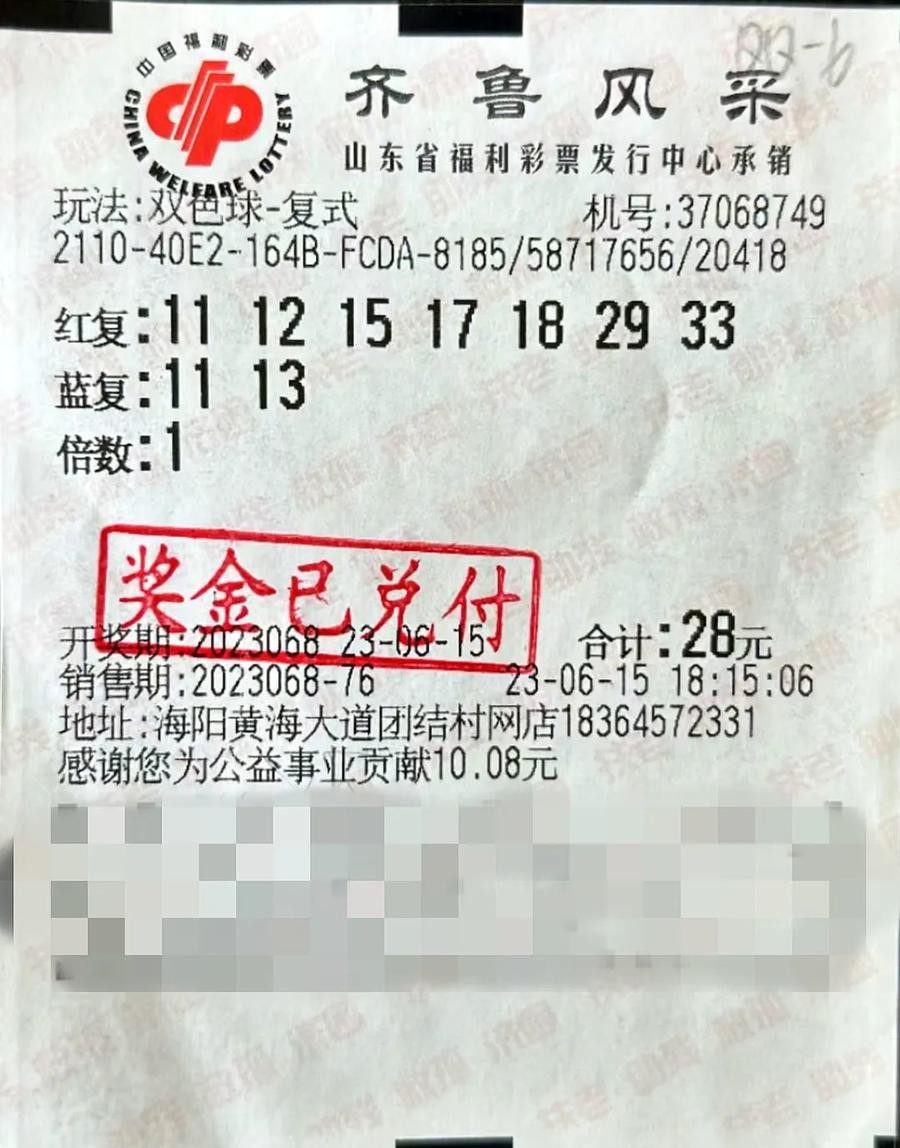 中国福利彩票
CHINA WELFARE LOTTERY
齐鲁风采
山东省福利彩票发行中心承销
玩法:双色球-复式 机号:37068749
2110-40E2-164B-FCDA-8185/58717656/20418
红复:11 12 15 17 18 29 33
蓝复:11 13
倍数:1
奖金已兑付
开奖期:2023068 23-06-15 合计:28元
销售期:2023068-76 23-06-15 18:15:06
地址:海阳黄海大道团结村网店18364572331
感谢您为公益事业贡献10.08元